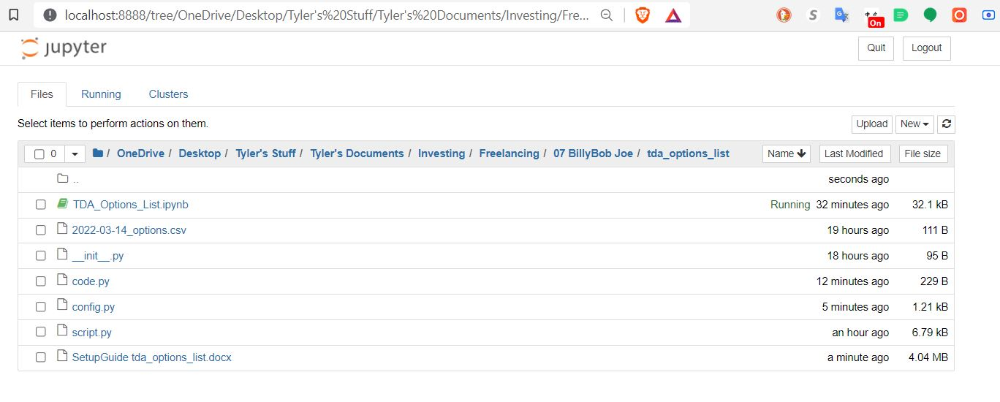 localhost:8888/tree/OneDrive/Desktop/Tyler's%20Stuff/Tyler's%20Documents/Investing/Fre...
S
G
On
jupyter
Quit
Logout
Files
Running
Clusters
Select items to perform actions on them.
Upload
New
0
/ OneDrive / Desktop / Tyler's Stuff / Tyler's Documents / Investing / Freelancing / 07 BillyBob Joe / tda_options_list
Name
Last Modified
File size
.. seconds ago
TDA_Options_List.ipynb Running 32 minutes ago 32.1 kB
2022-03-14_options.csv 19 hours ago 111 B
__init__.py 18 hours ago 95 B
code.py 12 minutes ago 229 B
config.py 5 minutes ago 1.21 kB
script.py an hour ago 6.79 kB
SetupGuide tda_options_list.docx a minute ago 4.04 MB